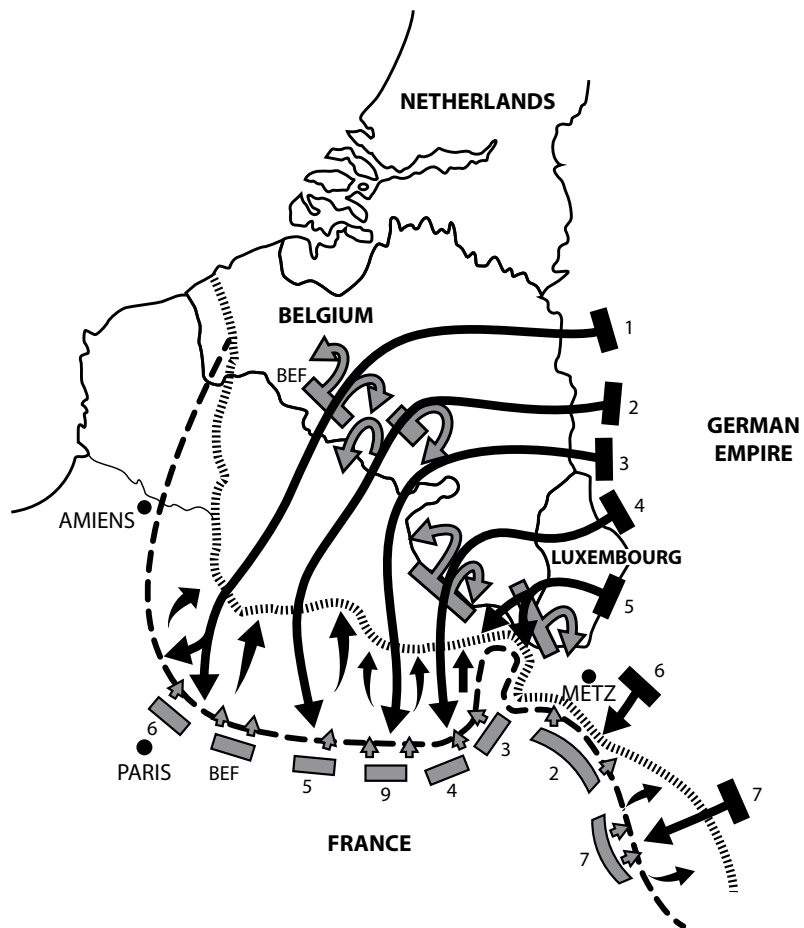 NETHERLANDS
BELGIUM
1
BEF
2
GERMAN
EMPIRE
3
4
AMIENS
LUXEMBOURG
5
6
METZ
6
PARIS
BEF
5
9
4
3
2
7
FRANCE
7